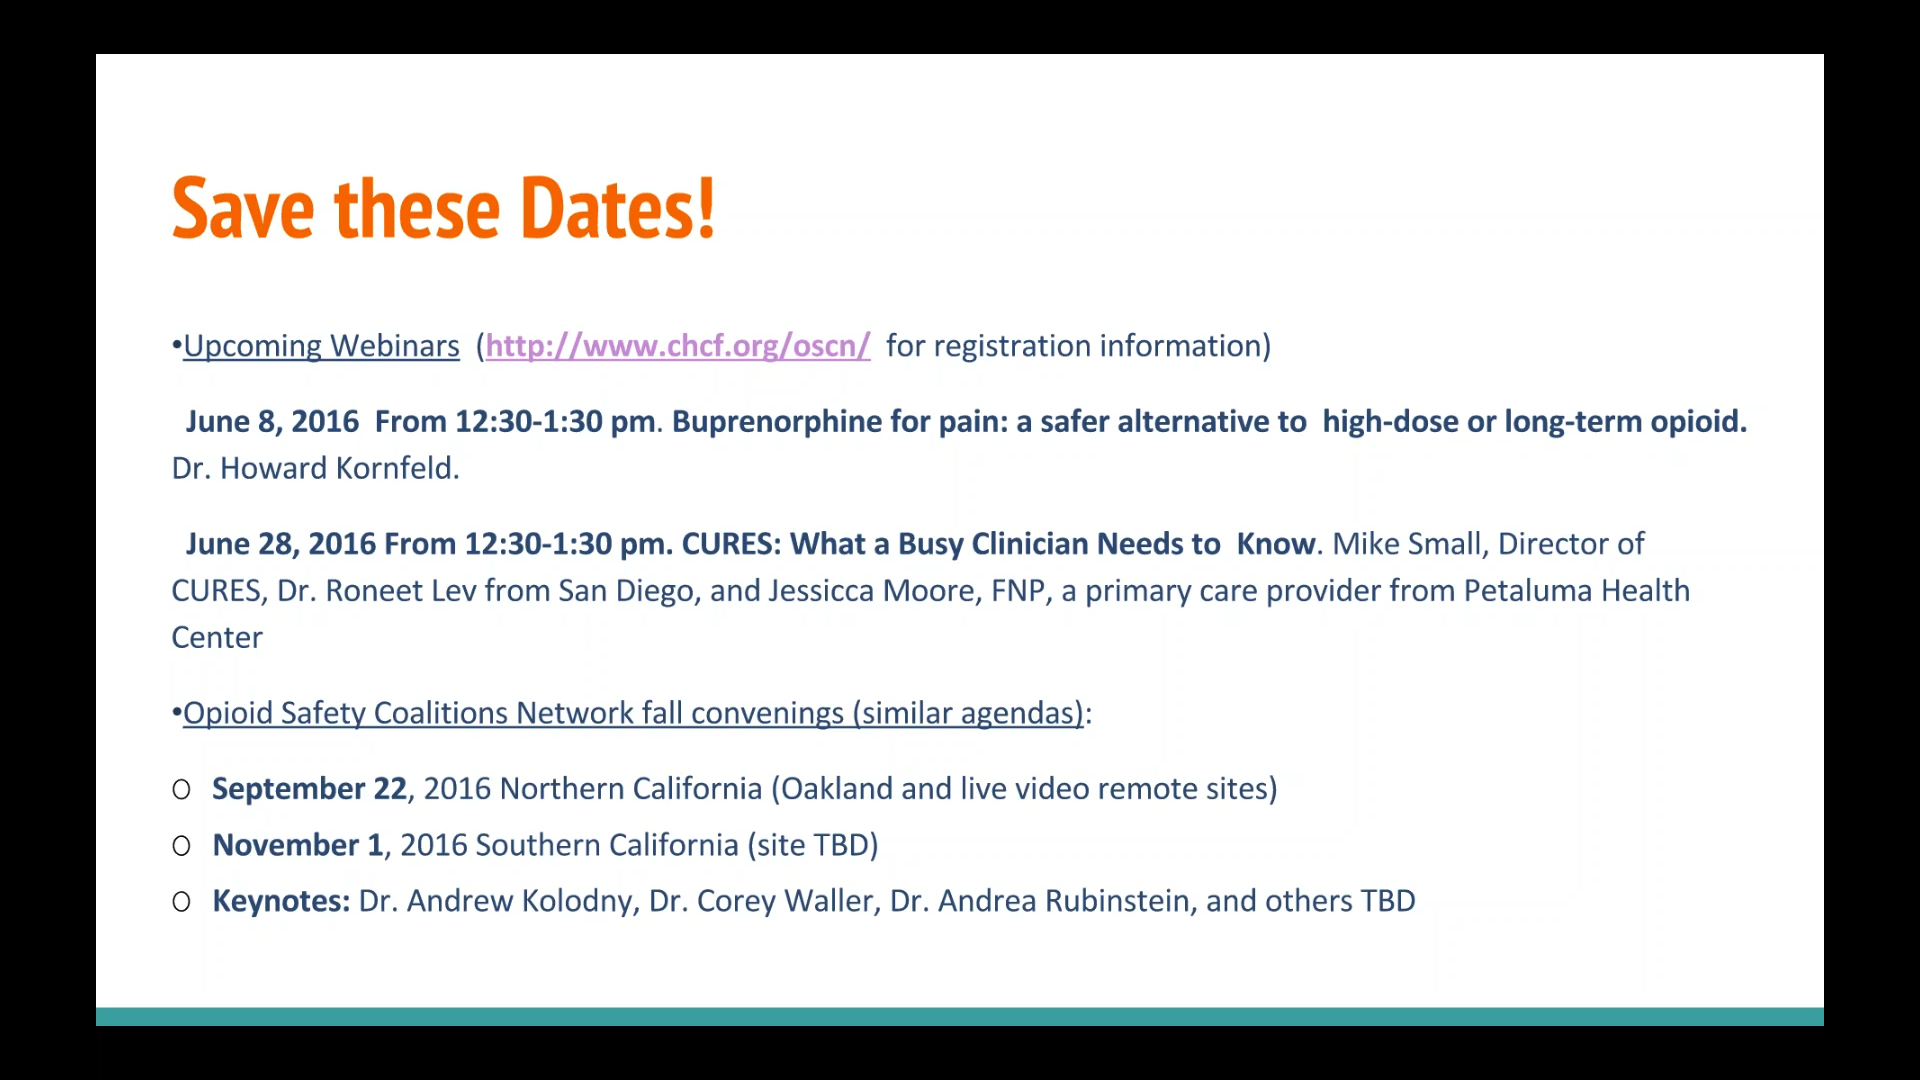 Save these Dates!
•Upcoming Webinars (http://www.chcf.org/oscn/ for registration information)
June 8, 2016 From 12:30-1:30 pm. Buprenorphine for pain: a safer alternative to high-dose or long-term opioid.
Dr. Howard Kornfeld.
June 28, 2016 From 12:30-1:30 pm. CURES: What a Busy Clinician Needs to Know. Mike Small, Director of
CURES, Dr. Roneet Lev from San Diego, and Jessicca Moore, FNP, a primary care provider from Petaluma Health
Center
•Opioid Safety Coalitions Network fall convenings (similar agendas):
O September 22, 2016 Northern California (Oakland and live video remote sites)
O November 1, 2016 Southern California (site TBD)
O Keynotes: Dr. Andrew Kolodny, Dr. Corey Waller, Dr. Andrea Rubinstein, and others TBD